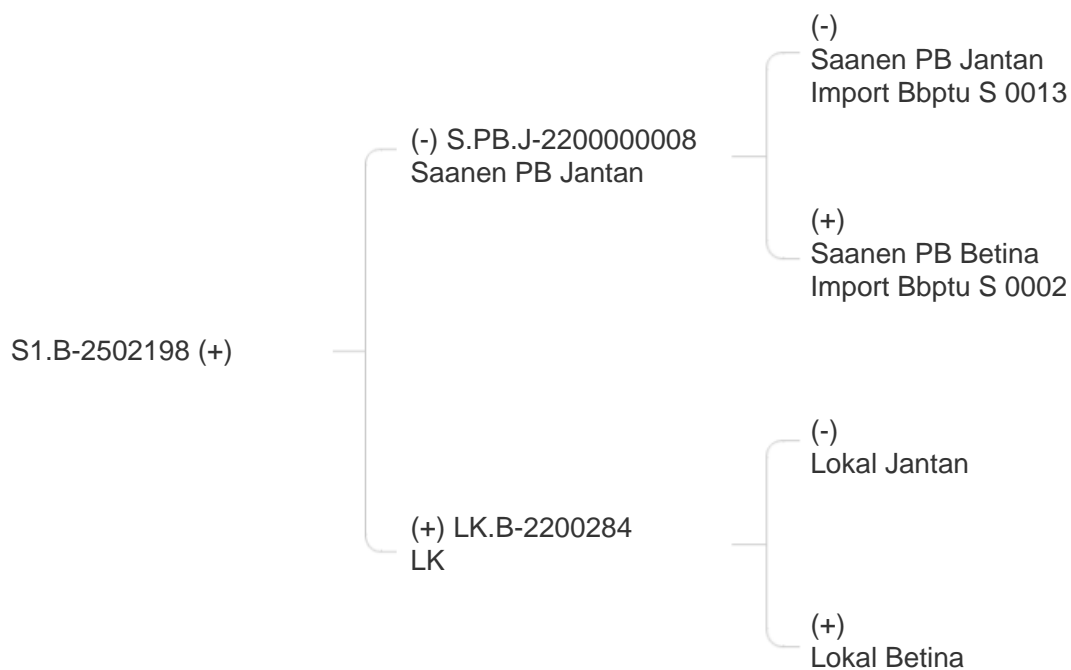 (-)
Saanen PB Jantan
Import Bbptu S 0013
(-) S.PB.J-2200000008
Saanen PB Jantan
(+)
Saanen PB Betina
Import Bbptu S 0002
S1.B-2502198 (+)
(-)
Lokal Jantan
(+) LK.B-2200284
LK
(+)
Lokal Betina